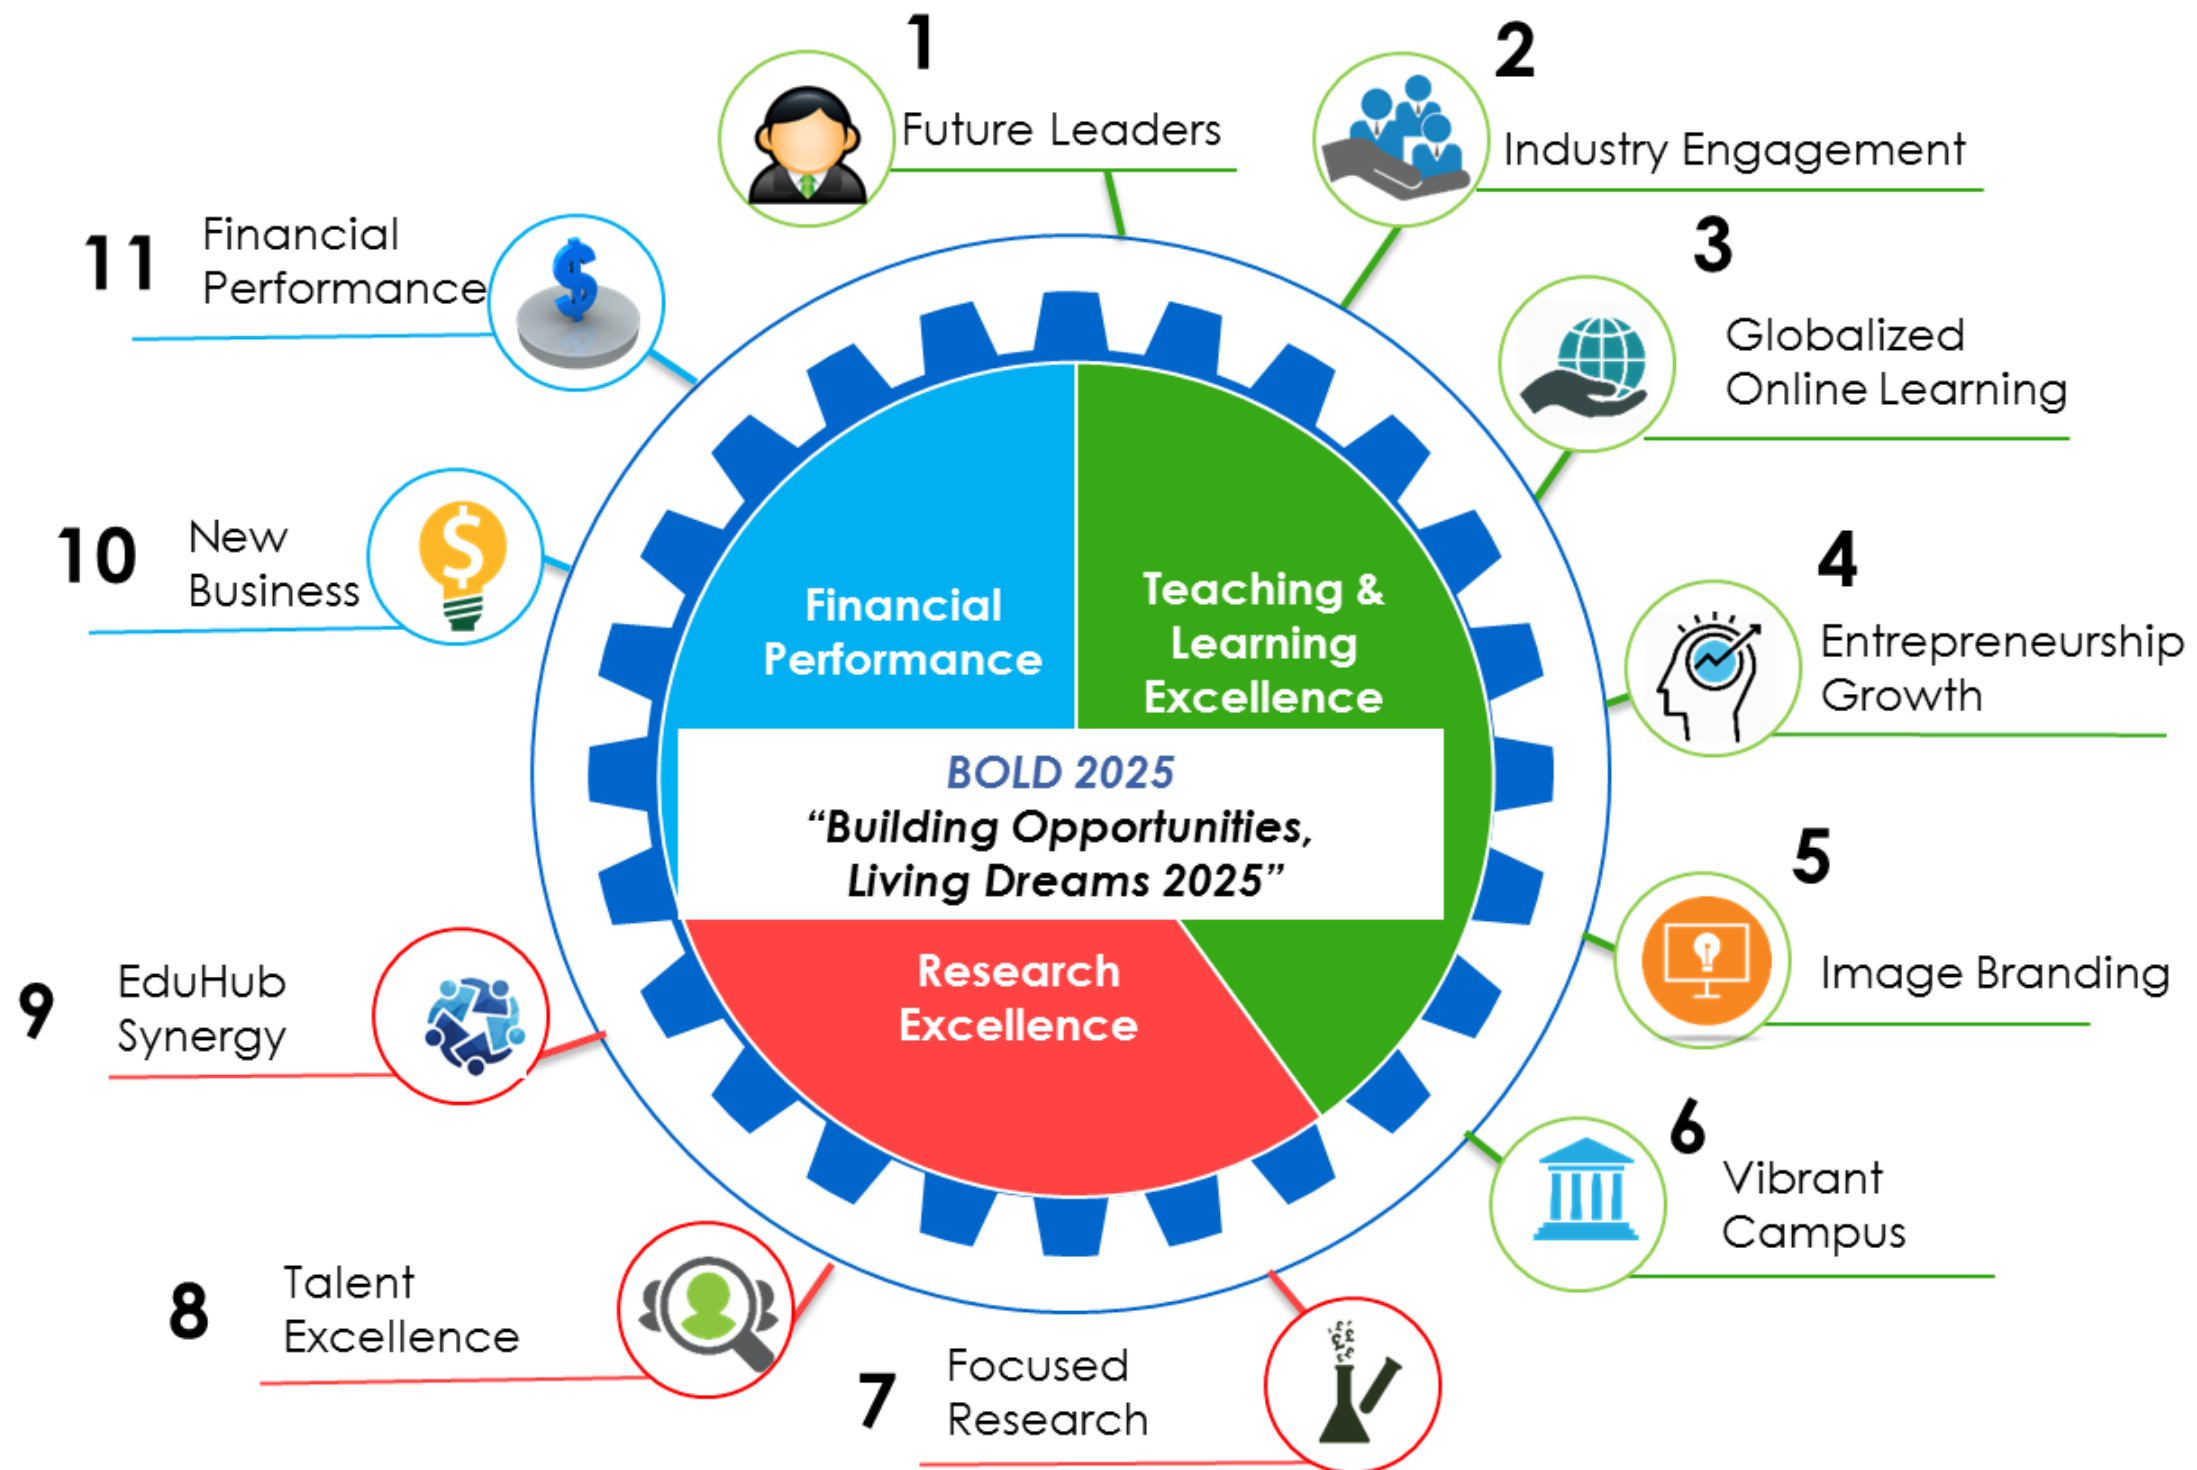 1
Future Leaders
2
Industry Engagement
3
Globalized
Online Learning
4
Entrepreneurship
Growth
5
Image Branding
6
Vibrant
Campus
7
Focused
Research
8
Talent
Excellence
9
EduHub
Synergy
10
New
Business
11
Financial
Performance
Financial
Performance
Teaching &
Learning
Excellence
BOLD 2025
“Building Opportunities,
Living Dreams 2025”
Research
Excellence